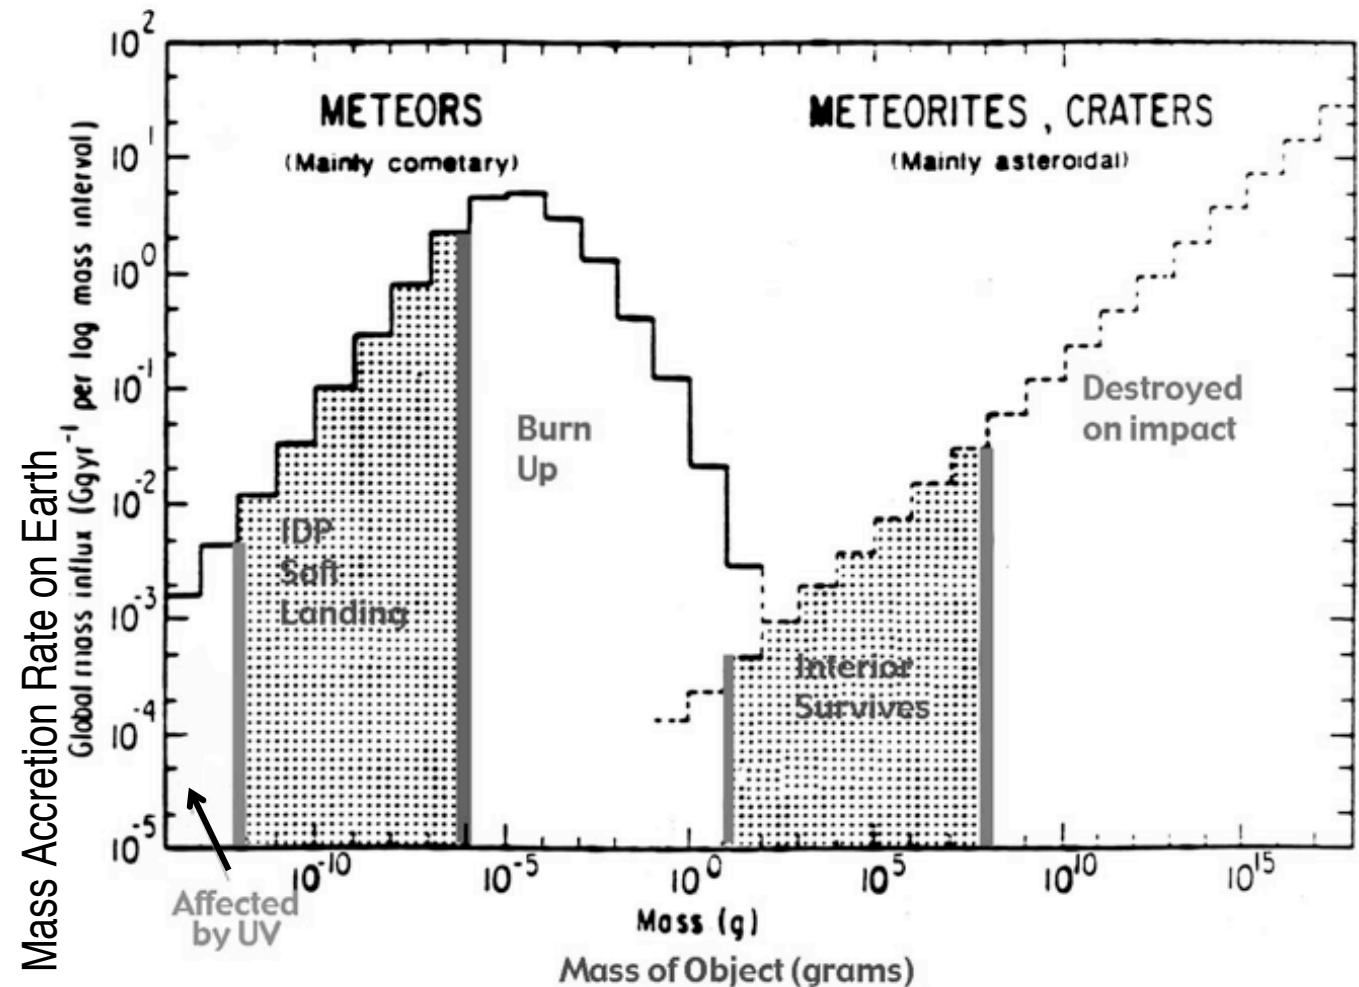 10²
10¹
10⁰
10⁻¹
10⁻²
10⁻³
10⁻⁴
10⁻⁵
Mass Accretion Rate on Earth
Global mass influx (Ggyr⁻¹ per log mass interval)
METEORS
(Mainly cometary)
METEORITES, CRATERS
(Mainly asteroidal)
Burn
Up
Destroyed
on impact
IDP
Soft
Landing
Interior
Survives
Affected
by UV
10⁻¹⁰
10⁻⁵
10⁰
10⁵
10¹⁰
10¹⁵
Mass (g)
Mass of Object (grams)